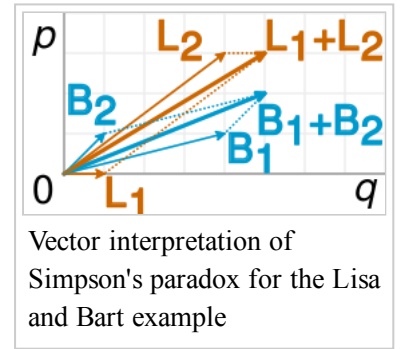 p L₂ L₁+L₂
B₂
B₁+B₂
B₁
0 L₁ q
Vector interpretation of
Simpson's paradox for the Lisa
and Bart example